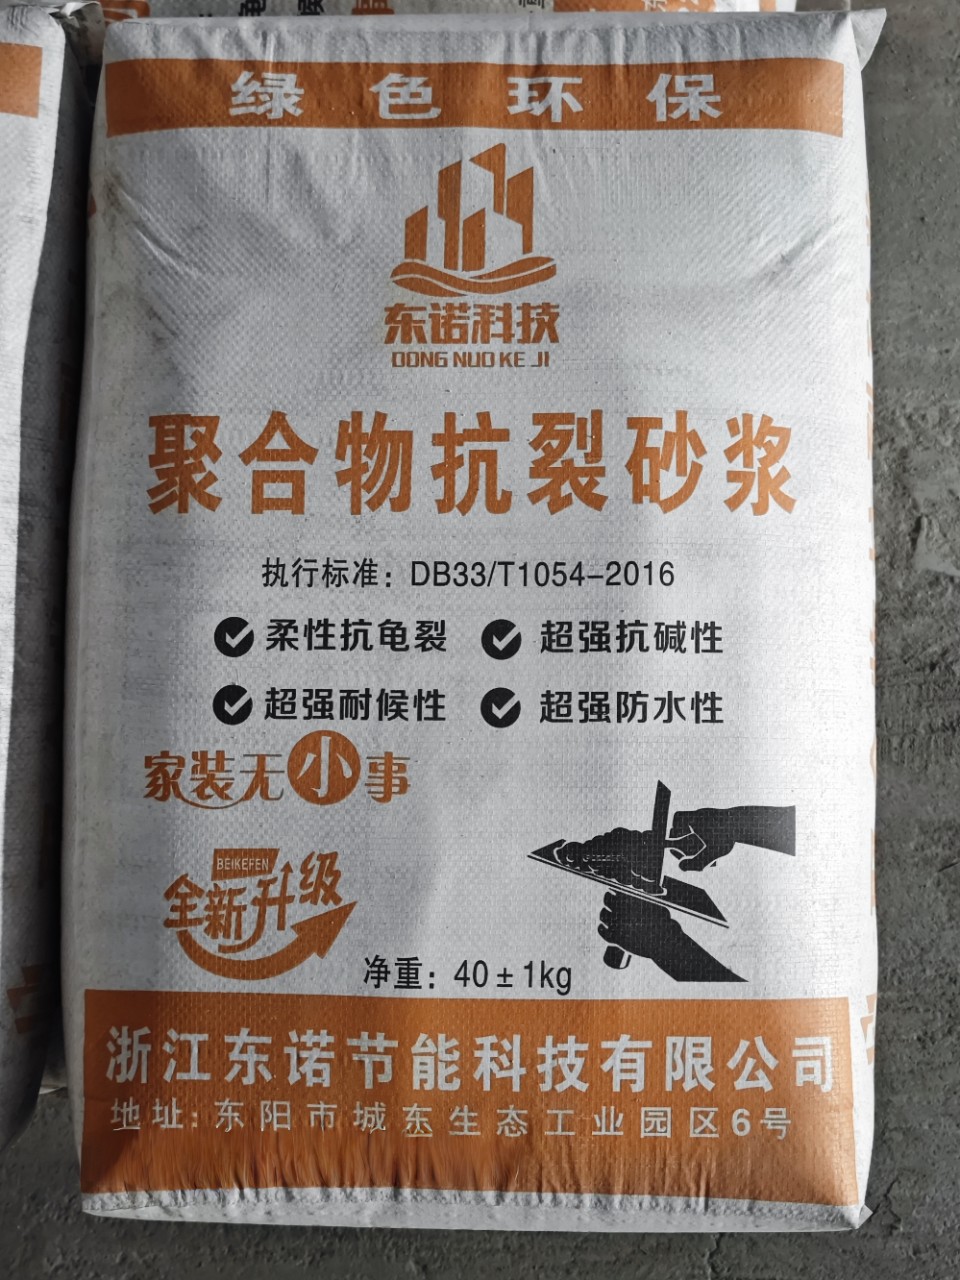 绿色环保
东诺科技
DONG NUO KE JI
聚合物抗裂砂浆
执行标准：DB33/T1054-2016
柔性抗龟裂 超强抗碱性
超强耐候性 超强防水性
家装无小事
BEIKEFEN
全新升级
净重：40±1kg
浙江东诺节能科技有限公司
地址：东阳市城东生态工业园区6号